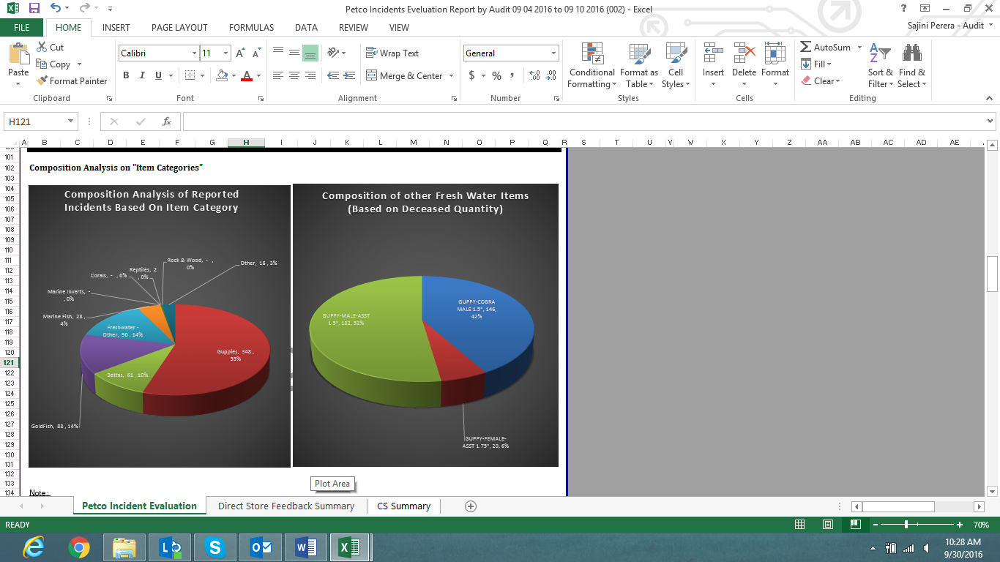 Petco Incidents Eveluation Report by Audit 09 04 2016 to 09 10 2016 (002) - Excel
?
FILE
HOME
INSERT
PAGE LAYOUT
FORMULAS
DATA
REVIEW
VIEW
Sajini Perera - Audit
Paste
Cut
Copy
Format Painter
Clipboard
Calibri
11
B I U
Font
Wrap Text
Merge & Center
Alignment
General
$ % ,
Number
Conditional
Formatting
Format as
Table
Cell
Styles
Styles
Insert
Delete
Format
Cells
AutoSum
Fill
Clear
Sort &
Filter
Find &
Select
Editing
H121
fx
A B C D E F G H I J K L M N O P Q R S T U V W X Y Z AA AB AC AD AE
101
102
103
104
105
106
107
108
109
110
111
112
113
114
115
116
117
118
119
120
121
122
123
124
125
126
127
128
129
130
131
132
133
134
Composition Analysis on "Item Categories"
Composition Analysis of Reported
Incidents Based On Item Category
Rock & Wood, - ,
0%
Other, 16 , 3%
Reptiles, 2
, 0%
Corals, - , 0%
Marine Inverts, -
, 0%
Marine Fish, 28 ,
4%
Freshwater -
Other, 90 , 14%
Guppies, 348 ,
55%
Bettas, 61 , 10%
GoldFish, 88 , 14%
Composition of other Fresh Water Items
(Based on Deceased Quantity)
GUPPY-COBRA
MALE 1.5", 146,
42%
GUPPY-MALE-ASST
1.5", 182, 52%
GUPPY-FEMALE-
ASST 1.75", 20, 6%
Plot Area
Note :
Petco Incident Evaluation
Direct Store Feedback Summary
CS Summary
READY
70%
10:28 AM
9/30/2016